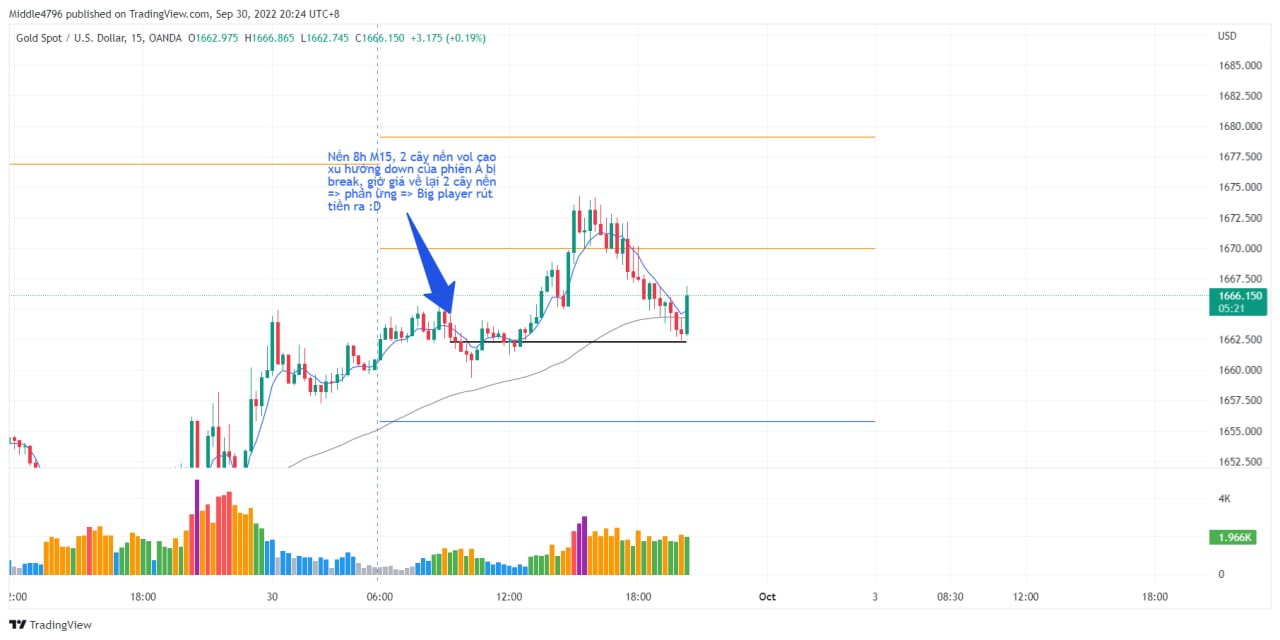 Middle4796 published on TradingView.com, Sep 30, 2022 20:24 UTC+8
Gold Spot / U.S. Dollar, 15, OANDA O1662.975 H1666.865 L1662.745 C1666.150 +3.175 (+0.19%)
USD
1685.000
1682.500
1680.000
1677.500
1675.000
1672.500
1670.000
1667.500
1666.150
05:21
1662.500
1660.000
1657.500
1655.000
1652.500
Nến 8h M15, 2 cây nến vol cao
xu hướng down của phiên Á bị
break, giờ giá về lại 2 cây nến
=> phản ứng => Big player rút
tiền ra :D
4K
1.966K
0
2:00 18:00 30 06:00 12:00 18:00 Oct 3 08:30 12:00 18:00
TradingView